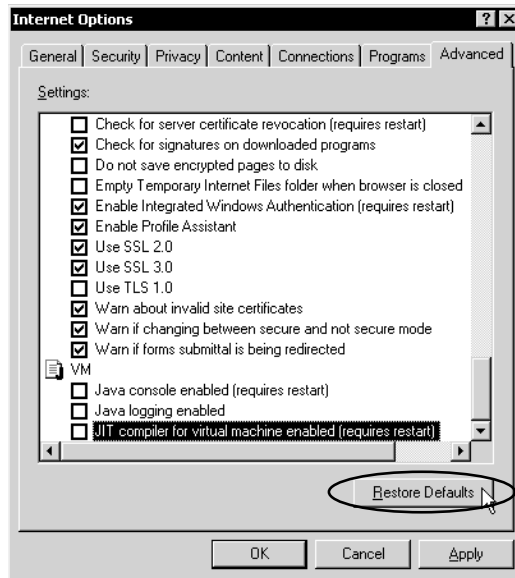 Internet Options
General Security Privacy Content Connections Programs Advanced
Settings:
Check for server certificate revocation (requires restart)
Check for signatures on downloaded programs
Do not save encrypted pages to disk
Empty Temporary Internet Files folder when browser is closed
Enable Integrated Windows Authentication (requires restart)
Enable Profile Assistant
Use SSL 2.0
Use SSL 3.0
Use TLS 1.0
Warn about invalid site certificates
Warn if changing between secure and not secure mode
Warn if forms submittal is being redirected
VM
Java console enabled (requires restart)
Java logging enabled
JIT compiler for virtual machine enabled (requires restart)
Restore Defaults
OK Cancel Apply